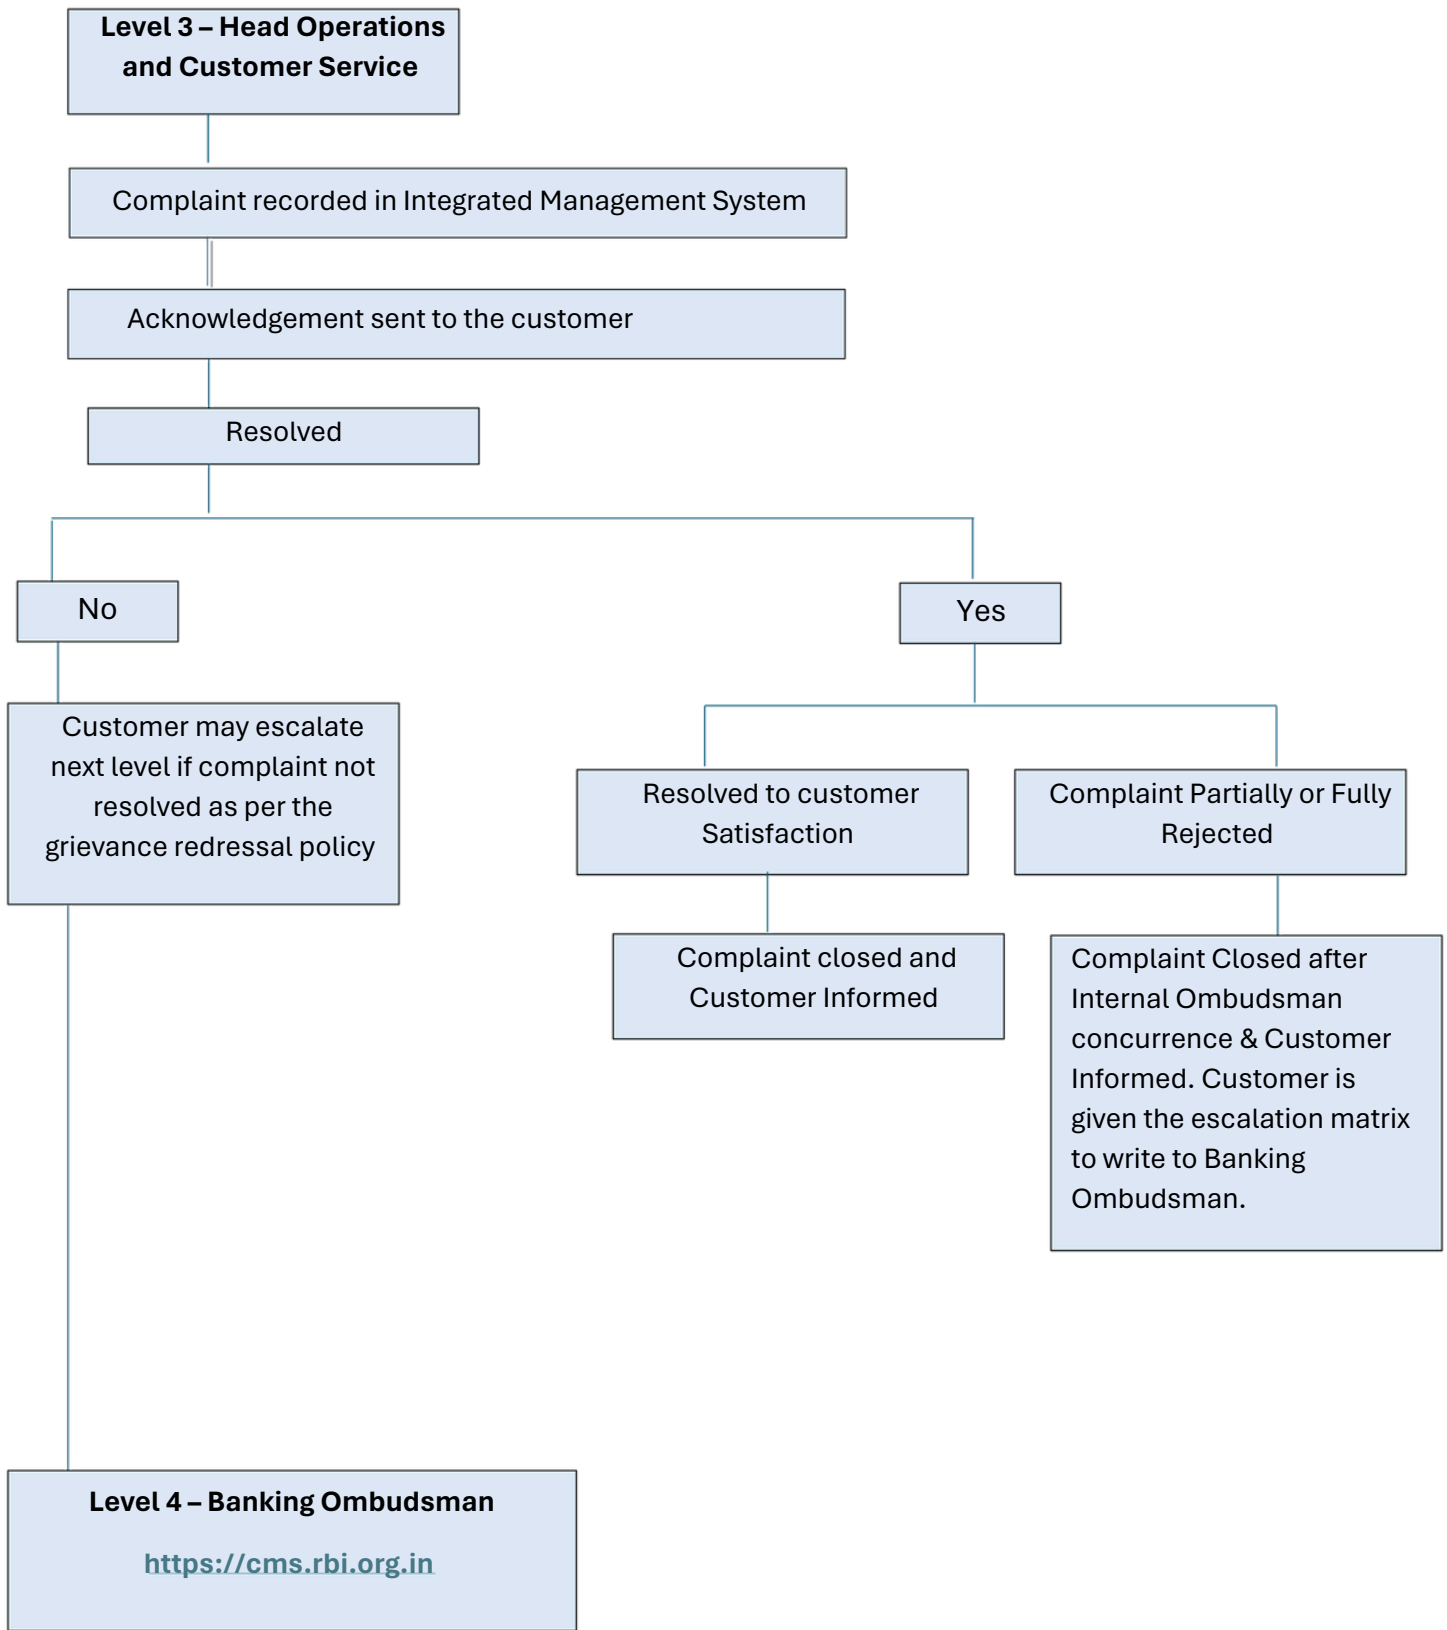 Level 3 – Head Operations
and Customer Service
Complaint recorded in Integrated Management System
Acknowledgement sent to the customer
Resolved
No
Yes
Customer may escalate
next level if complaint not
resolved as per the
grievance redressal policy
Resolved to customer
Satisfaction
Complaint Partially or Fully
Rejected
Complaint closed and
Customer Informed
Complaint Closed after
Internal Ombudsman
concurrence & Customer
Informed. Customer is
given the escalation matrix
to write to Banking
Ombudsman.
Level 4 – Banking Ombudsman
https://cms.rbi.org.in